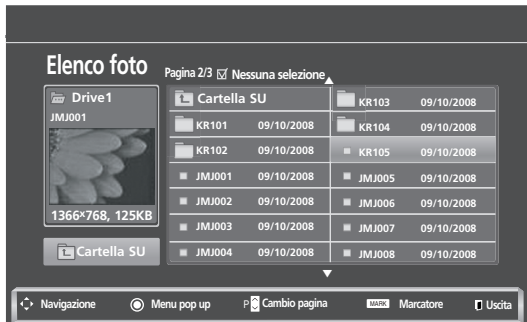 Elenco foto
Pagina 2/3 Nessuna selezione
Drive1
JMJ001
1366×768, 125KB
Cartella SU
Cartella SU
KR101 09/10/2008
KR102 09/10/2008
JMJ001 09/10/2008
JMJ002 09/10/2008
JMJ003 09/10/2008
JMJ004 09/10/2008
KR103 09/10/2008
KR104 09/10/2008
KR105 09/10/2008
JMJ005 09/10/2008
JMJ006 09/10/2008
JMJ007 09/10/2008
JMJ008 09/10/2008
Navigazione Menu pop up P Cambio pagina MARK Marcatore Uscita